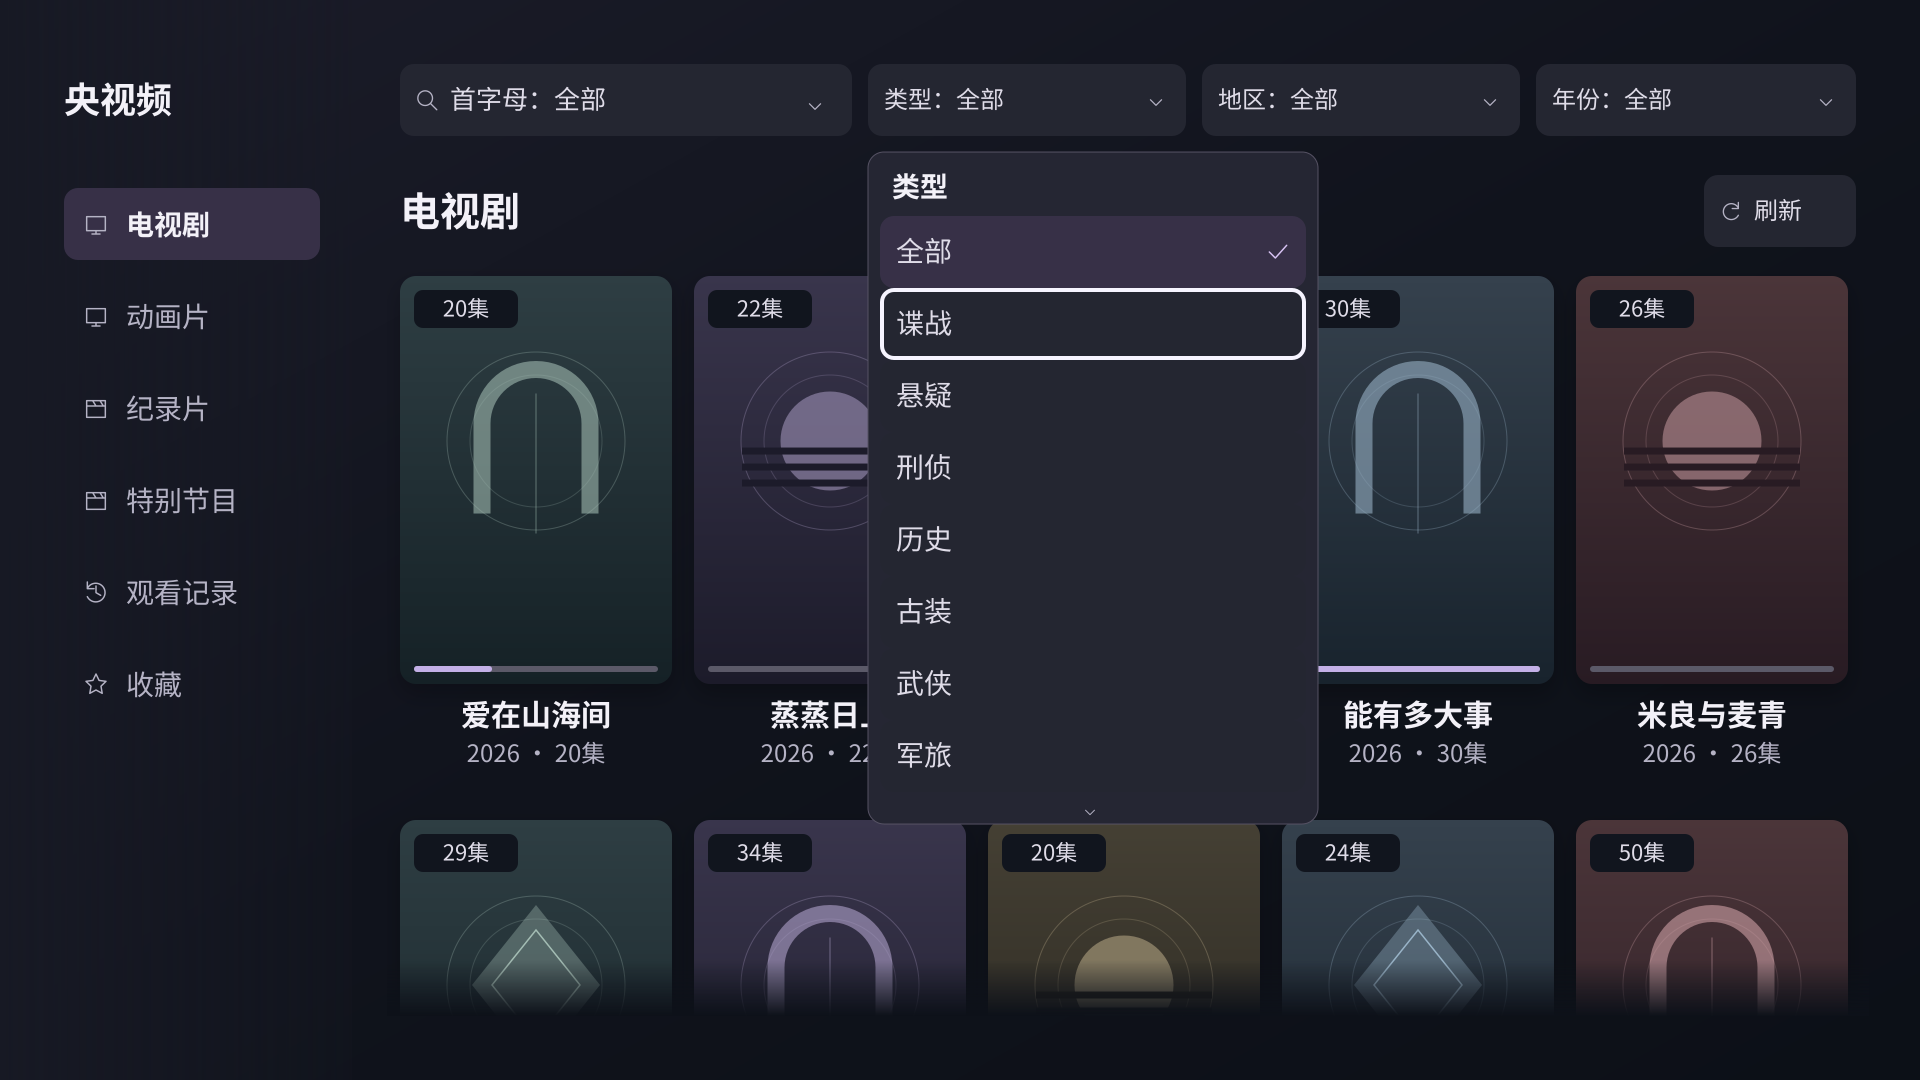 央视频
首字母：全部
类型：全部
地区：全部
年份：全部
电视剧
动画片
纪录片
特别节目
观看记录
收藏
电视剧
刷新
类型
全部
谍战
悬疑
刑侦
历史
古装
武侠
军旅
20集
22集
30集
26集
爱在山海间
蒸蒸日
能有多大事
米良与麦青
2026 · 20集
2026 · 22
2026 · 30集
2026 · 26集
29集
34集
20集
24集
50集